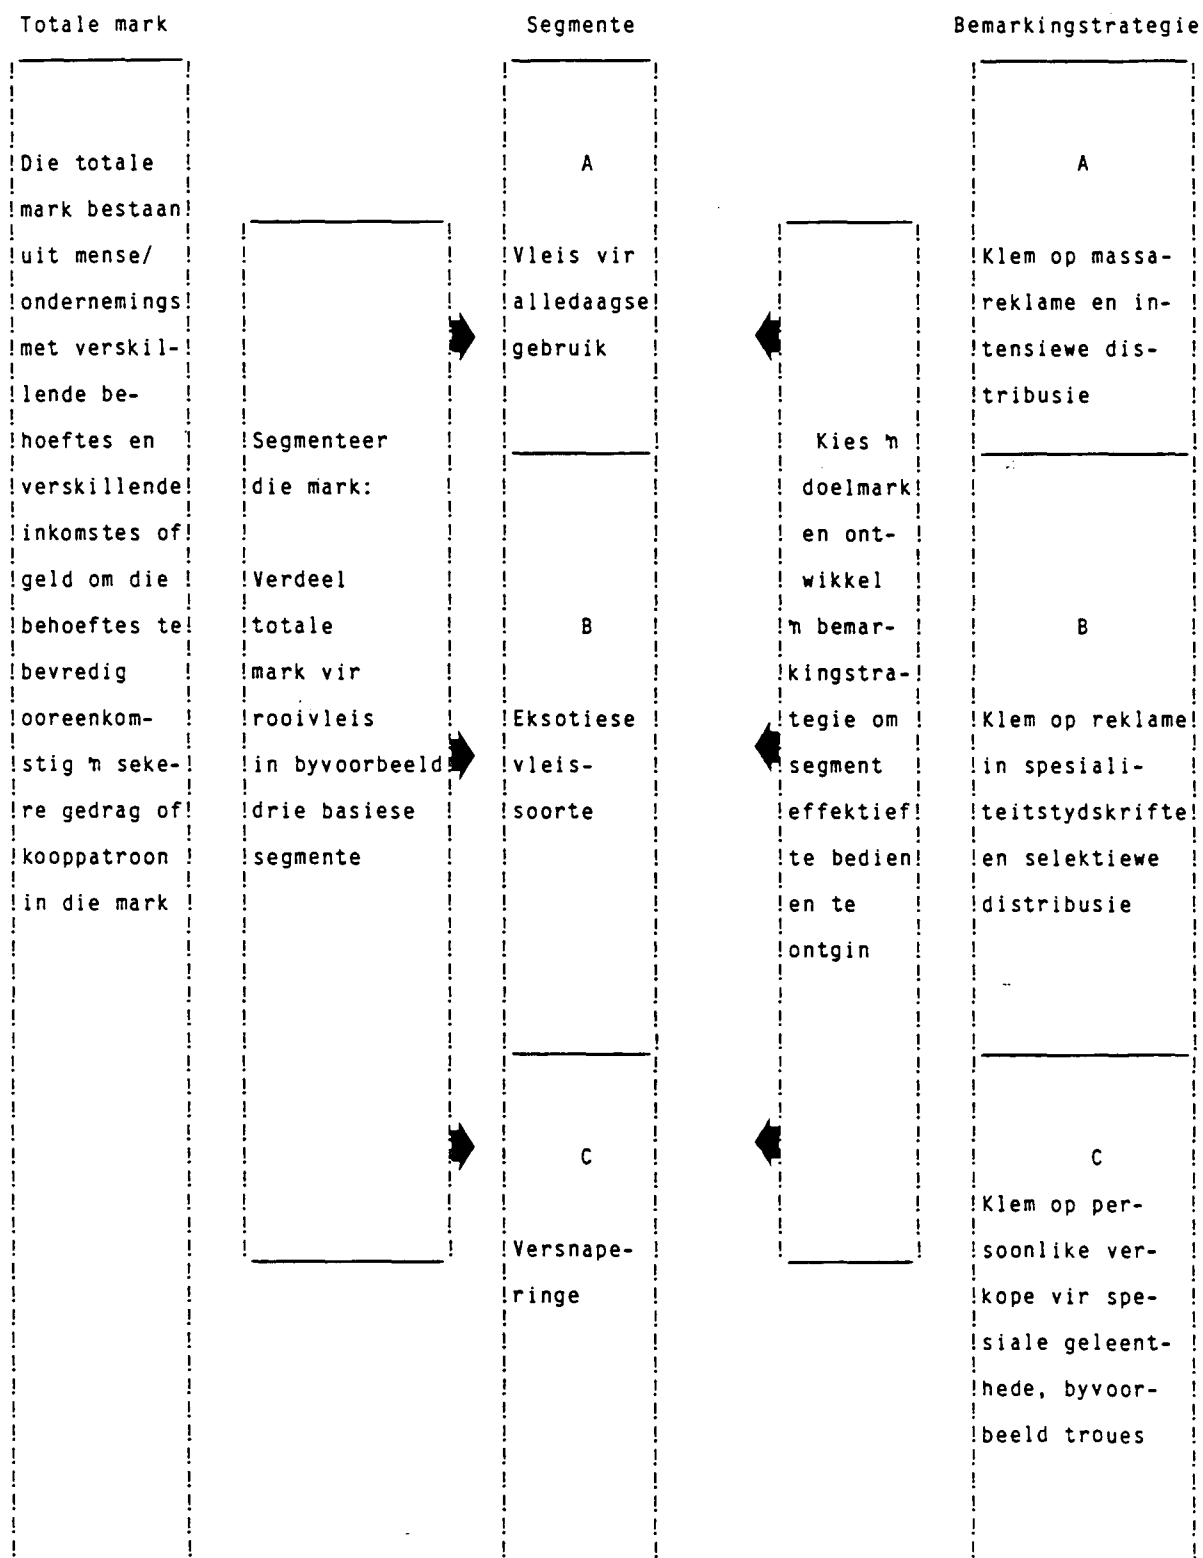 Totale mark
Segmente
Bemarkingstrategie
Die totale
mark bestaan
uit mense/
ondernemings
met verskil-
lende be-
hoeftes en
verskillende
inkomstes of
geld om die
behoeftes te
bevredig
ooreenkom-
stig 'n seke-
re gedrag of
kooppatroon
in die mark
Segmenteer
die mark:
Verdeel
totale
mark vir
rooivleis
in byvoorbeeld
drie basiese
segmente
A
Vleis vir
alledaagse
gebruik
B
Eksotiese
vleis-
soorte
C
Versnape-
ringe
Kies 'n
doelmark
en ont-
wikkel
'n bemar-
kingstra-
tegie om
segment
effektief
te bedien
en te
ontgin
A
Klem op massa-
reklame en in-
tensiewe dis-
tribusie
B
Klem op reklame
in spesiali-
teitstydskrifte
en selektiewe
distribusie
C
Klem op per-
soonlike ver-
kope vir spe-
siale geleent-
hede, byvoor-
beeld troues